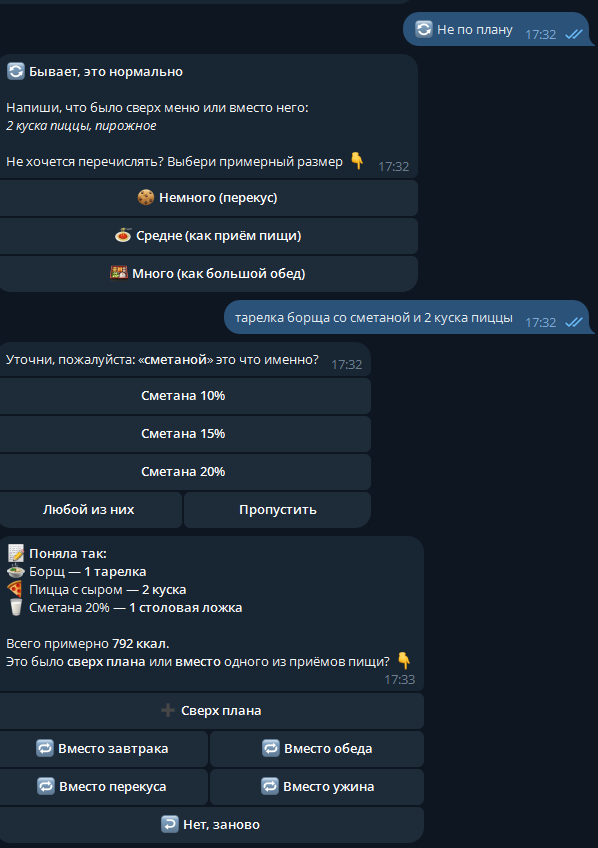 🔄 Не по плану 17:32
🔄 Бывает, это нормально
Напиши, что было сверх меню или вместо него:
2 куска пиццы, пирожное
Не хочется перечислять? Выбери примерный размер 👇 17:32
🍪 Немного (перекус)
🍝 Средне (как приём пищи)
🍱 Много (как большой обед)
тарелка борща со сметаной и 2 куска пиццы 17:32
Уточни, пожалуйста: «сметаной» это что именно? 17:32
Сметана 10%
Сметана 15%
Сметана 20%
Любой из них Пропустить
📝 Поняла так:
🍲 Борщ — 1 тарелка
🍕 Пицца с сыром — 2 куска
🥛 Сметана 20% — 1 столовая ложка
Всего примерно 792 ккал.
Это было сверх плана или вместо одного из приёмов пищи? 👇
17:33
➕ Сверх плана
🔁 Вместо завтрака 🔁 Вместо обеда
🔁 Вместо перекуса 🔁 Вместо ужина
↩️ Нет, заново